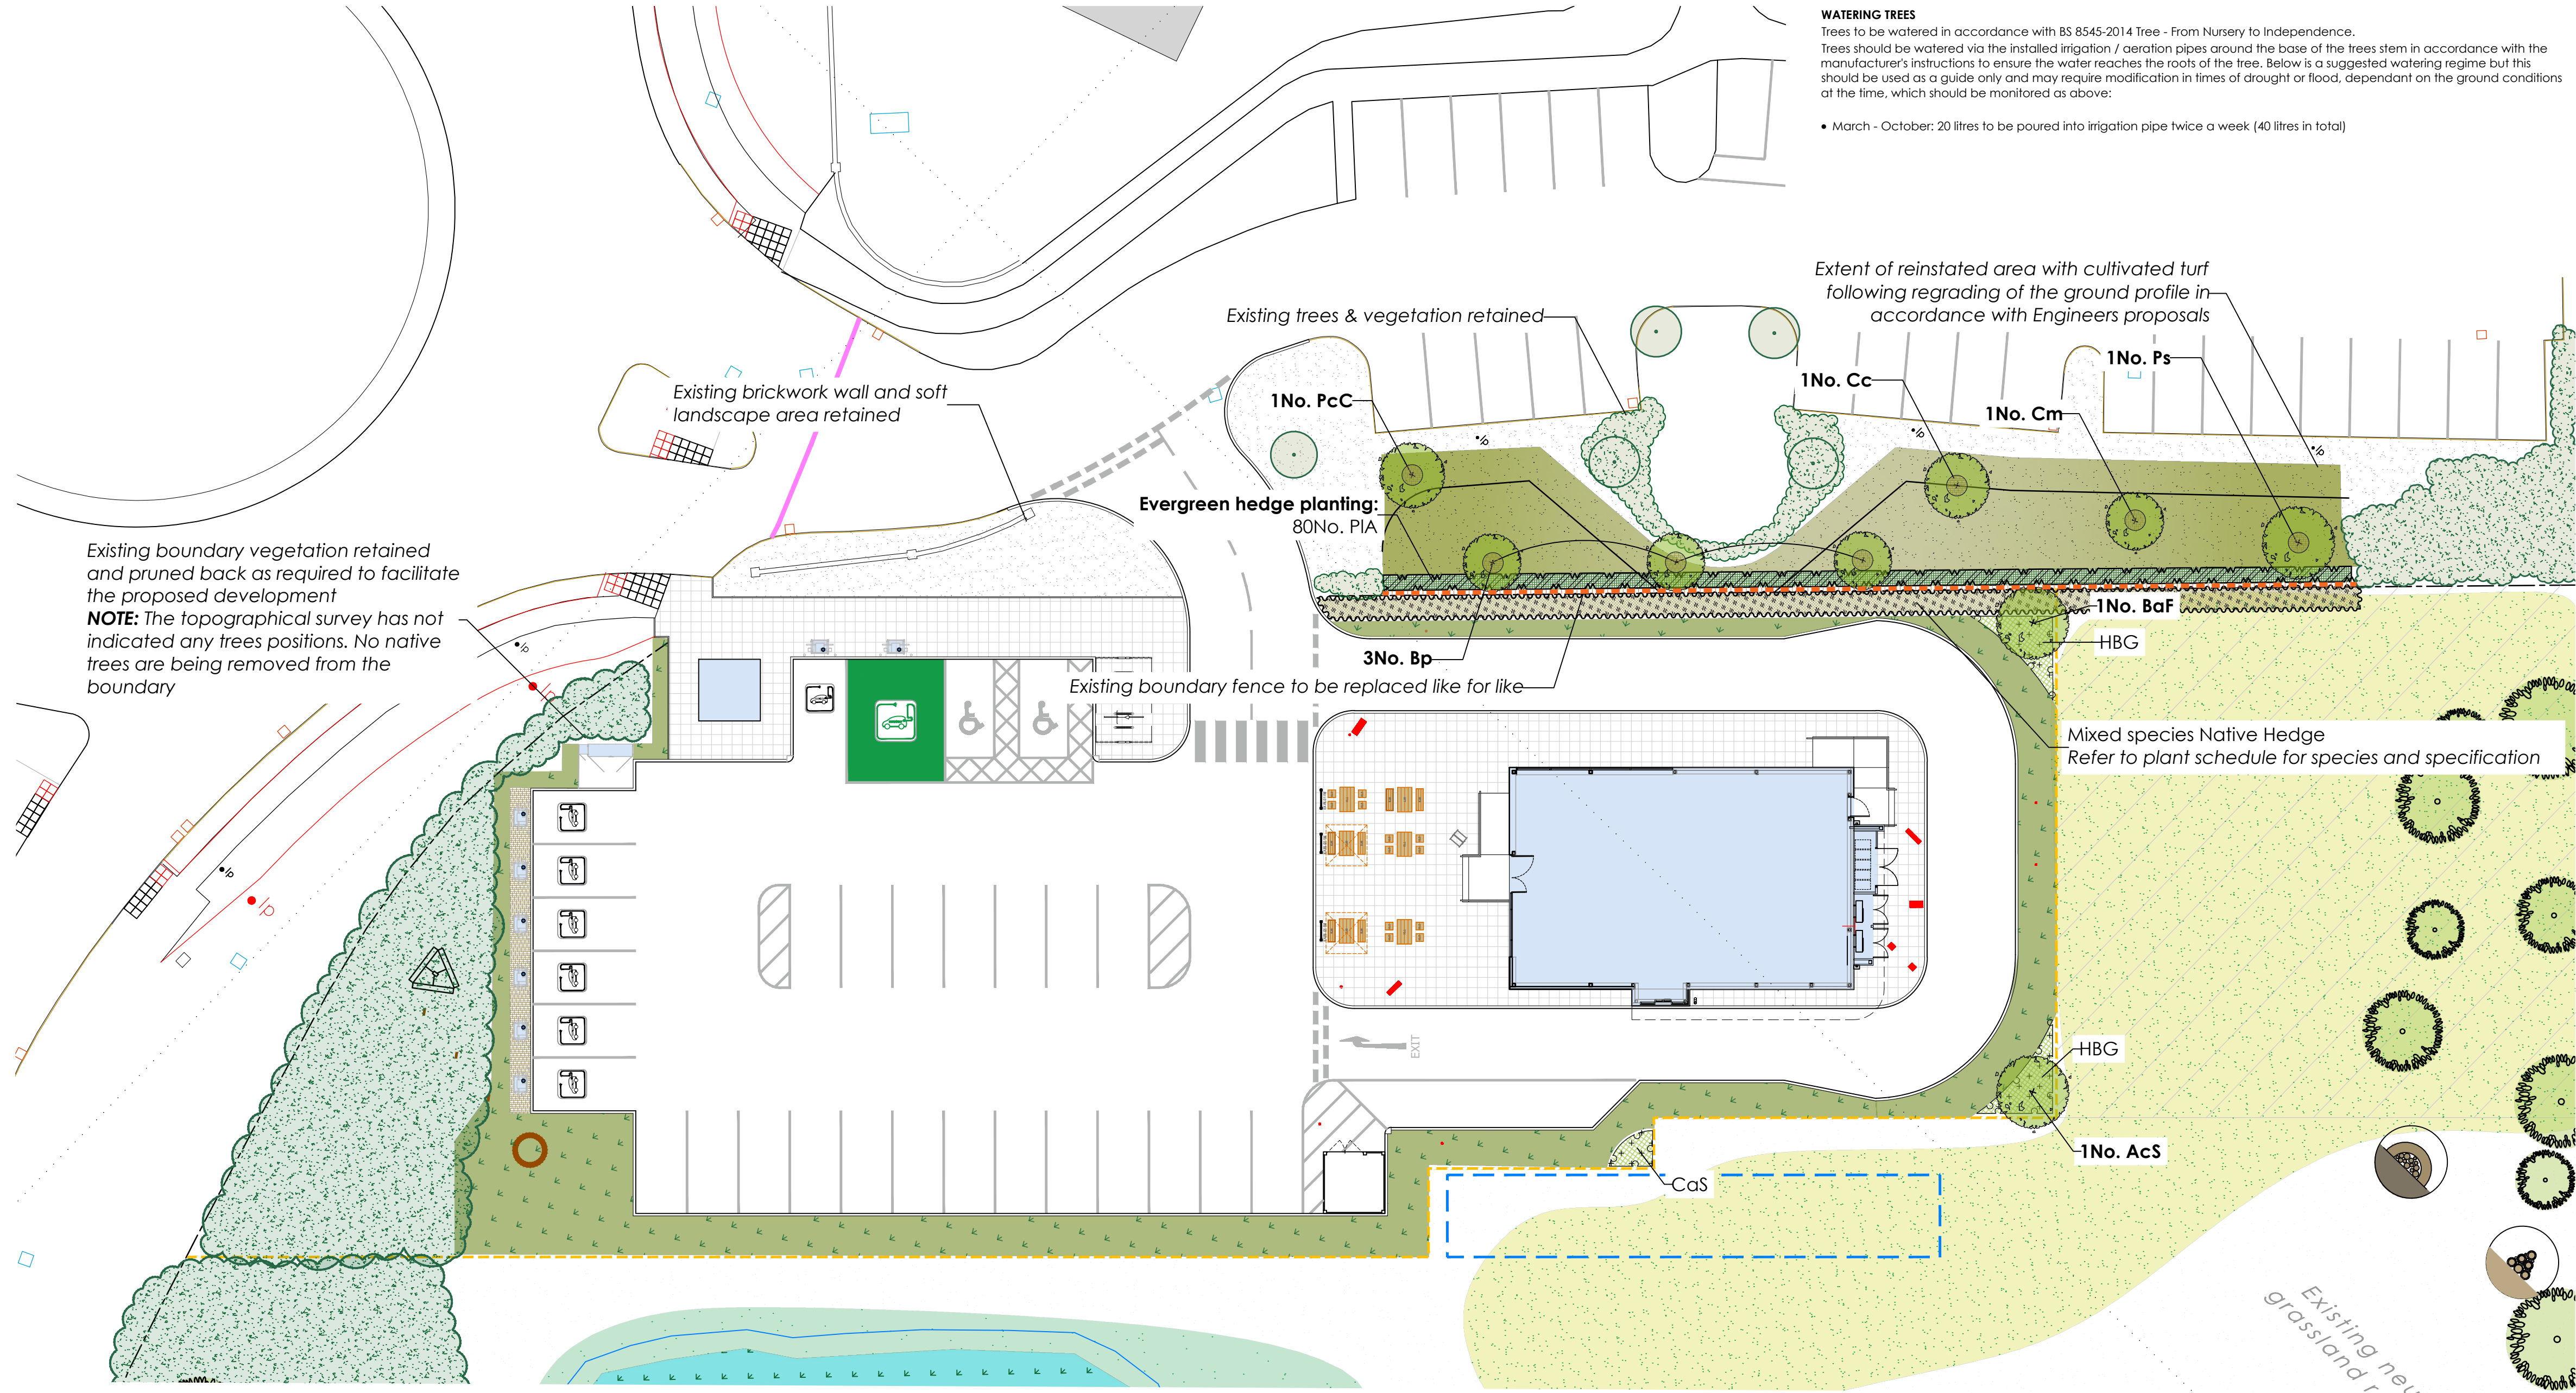 WATERING TREES
Trees to be watered in accordance with BS 8545-2014 Tree - From Nursery to Independence.
Trees should be watered via the installed irrigation / aeration pipes around the base of the trees stem in accordance with the
manufacturer's instructions to ensure the water reaches the roots of the tree. Below is a suggested watering regime but this
should be used as a guide only and may require modification in times of drought or flood, dependant on the ground conditions
at the time, which should be monitored as above:
• March - October: 20 litres to be poured into irrigation pipe twice a week (40 litres in total)
Extent of reinstated area with cultivated turf
following regrading of the ground profile in
accordance with Engineers proposals
Existing trees & vegetation retained
1No. Ps
1No. Cc
1No. PcC
1No. Cm
Existing brickwork wall and soft
landscape area retained
lp
lp
lp
Evergreen hedge planting:
80No. PIA
Existing boundary vegetation retained
and pruned back as required to facilitate
the proposed development
NOTE: The topographical survey has not
indicated any trees positions. No native
trees are being removed from the
boundary
lp
lp
1No. BaF
HBG
3No. Bp
Existing boundary fence to be replaced like for like
Mixed species Native Hedge
Refer to plant schedule for species and specification
lp
lp
EXIT
HBG
1No. AcS
CaS
Existing
grassland